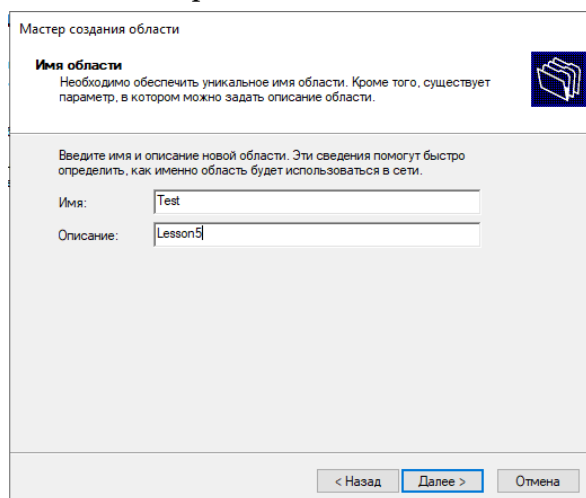 Мастер создания области
Имя области
Необходимо обеспечить уникальное имя области. Кроме того, существует
параметр, в котором можно задать описание области.
Введите имя и описание новой области. Эти сведения помогут быстро
определить, как именно область будет использоваться в сети.
Имя: Test
Описание: Lesson5
< Назад Далее > Отмена